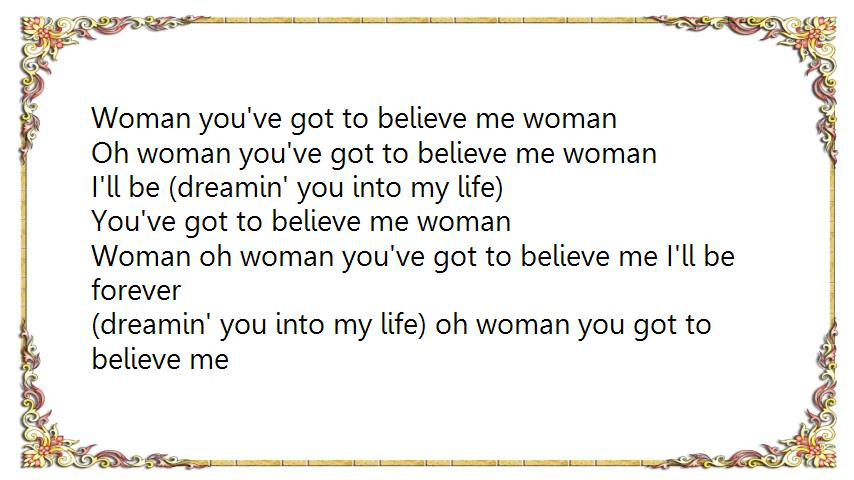 Woman you've got to believe me woman
Oh woman you've got to believe me woman
I'll be (dreamin' you into my life)
You've got to believe me woman
Woman oh woman you've got to believe me I'll be
forever
(dreamin' you into my life) oh woman you got to
believe me